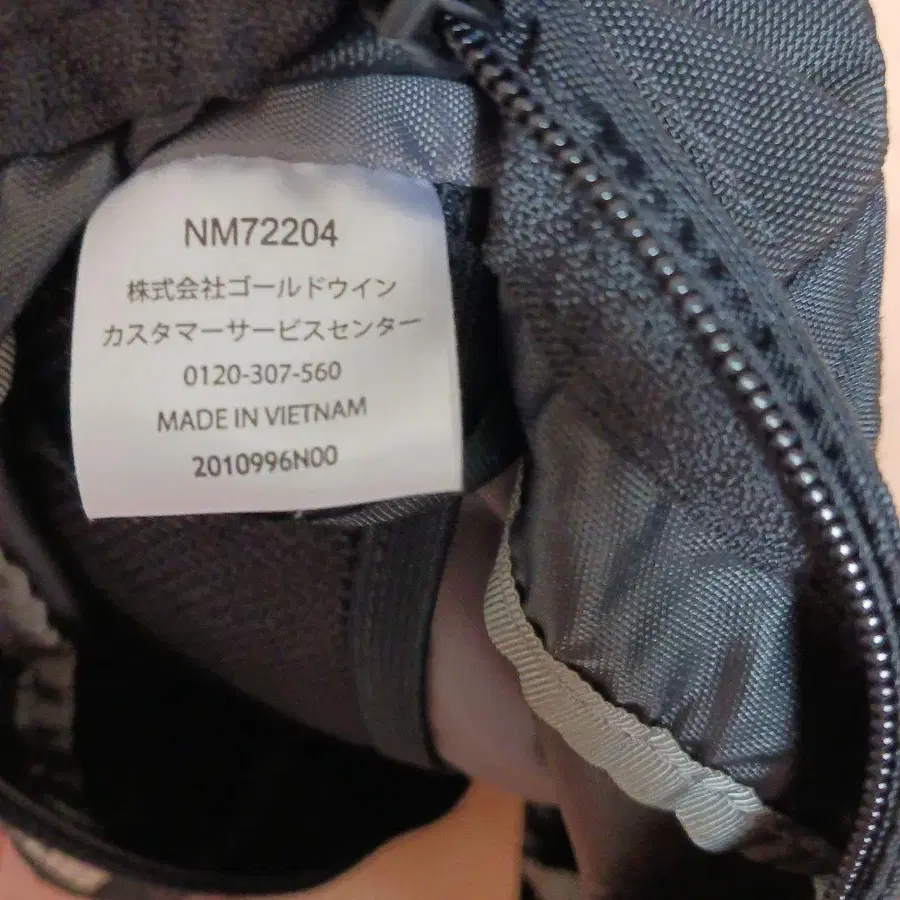 NM72204
株式会社ゴールドウイン
カスタマーサービスセンター
0120-307-560
MADE IN VIETNAM
2010996N00